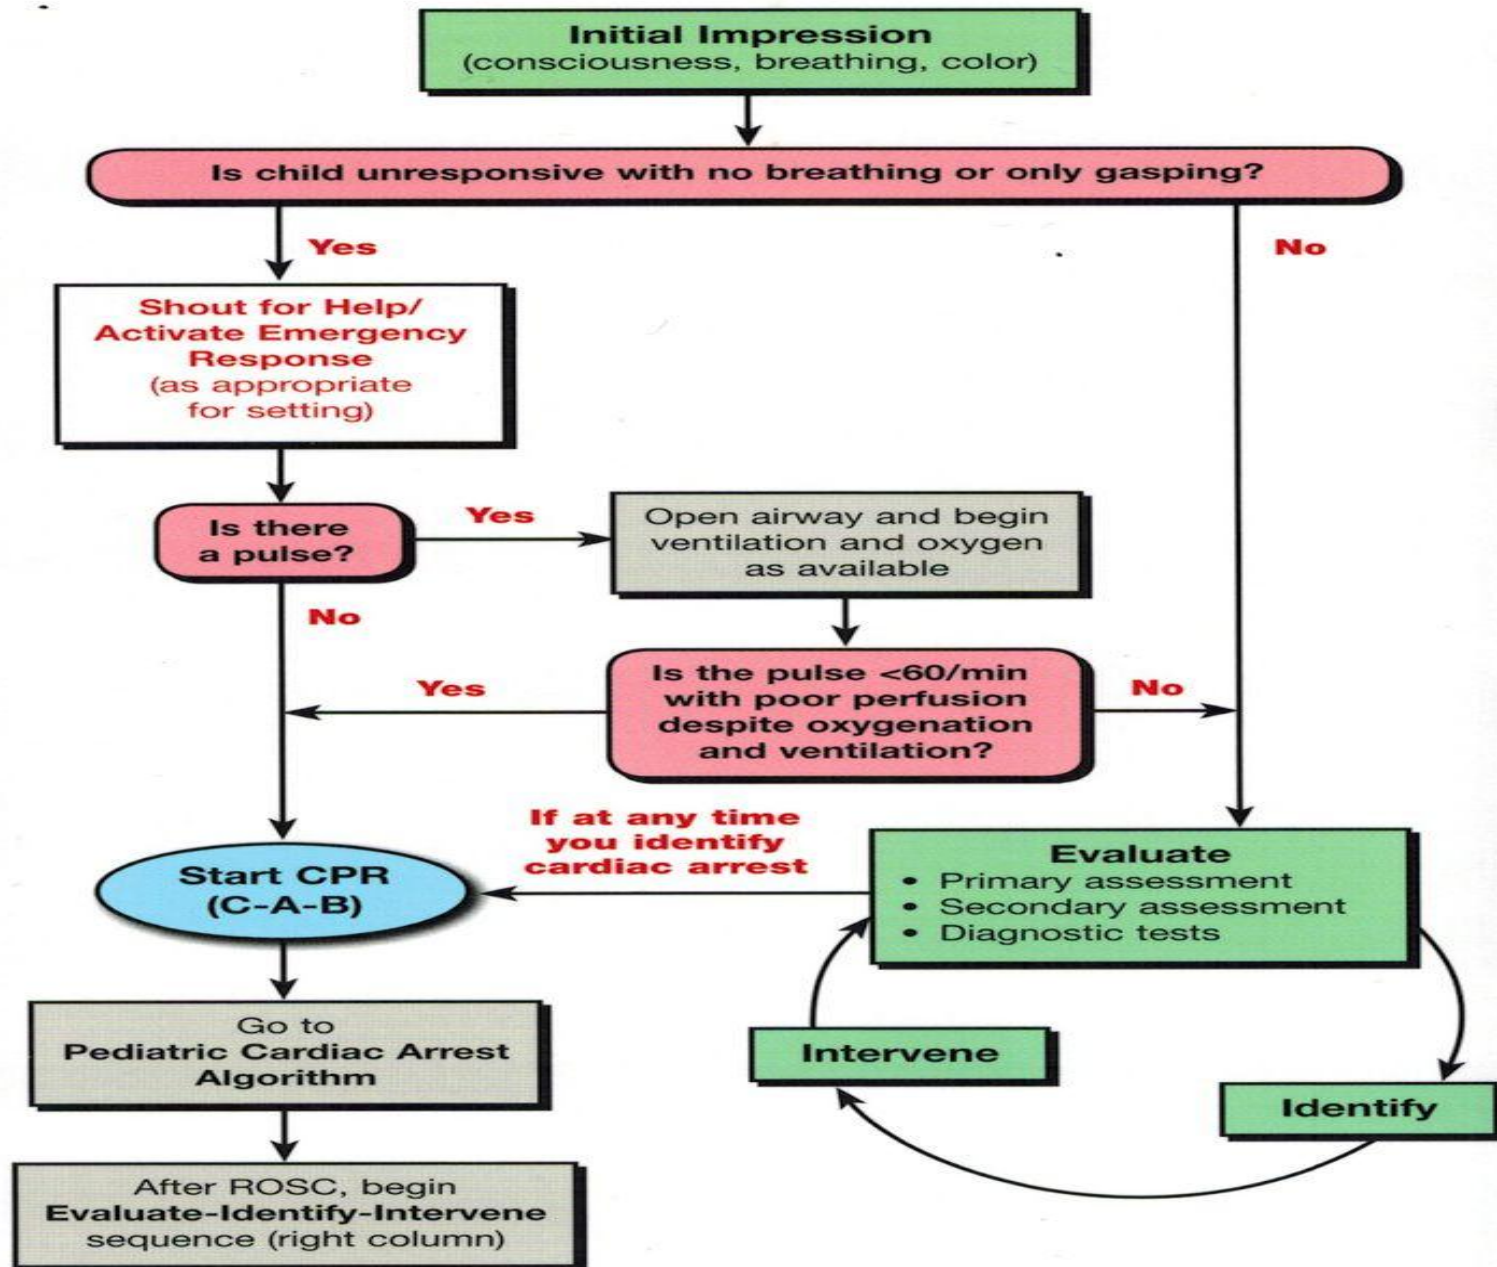 Initial Impression
(consciousness, breathing, color)
Is child unresponsive with no breathing or only gasping?
Yes
No
Shout for Help/
Activate Emergency
Response
(as appropriate
for setting)
Is there
a pulse?
Yes
Open airway and begin
ventilation and oxygen
as available
No
Is the pulse <60/min
with poor perfusion
despite oxygenation
and ventilation?
Yes
No
If at any time
you identify
cardiac arrest
Start CPR
(C-A-B)
Evaluate
• Primary assessment
• Secondary assessment
• Diagnostic tests
Go to
Pediatric Cardiac Arrest
Algorithm
Intervene
Identify
After ROSC, begin
Evaluate-Identify-Intervene
sequence (right column)